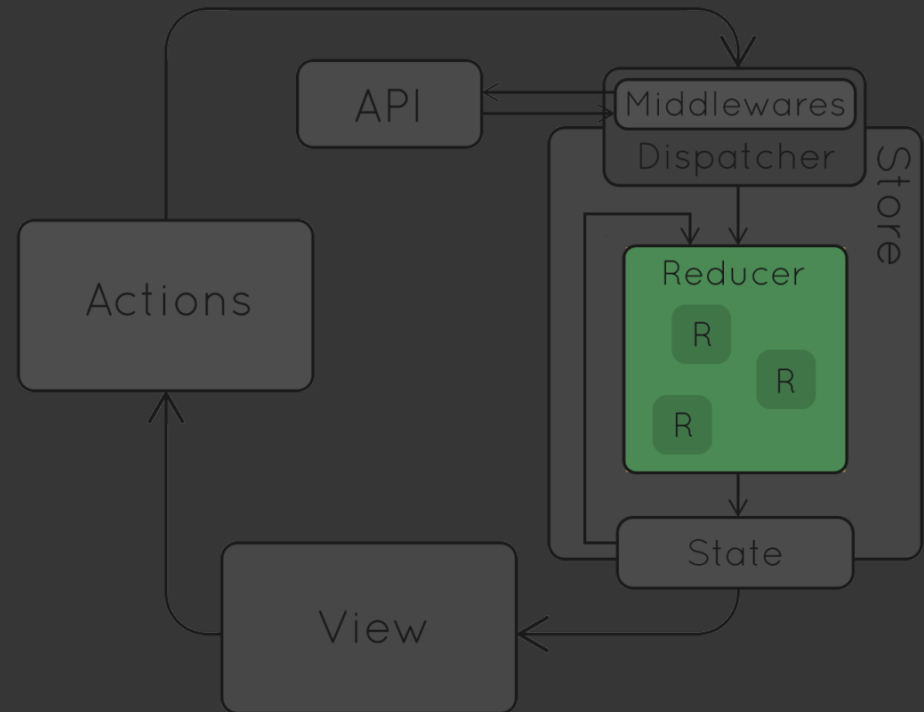 API
Middlewares
Dispatcher
Store
Actions
Reducer
R
R
R
State
View